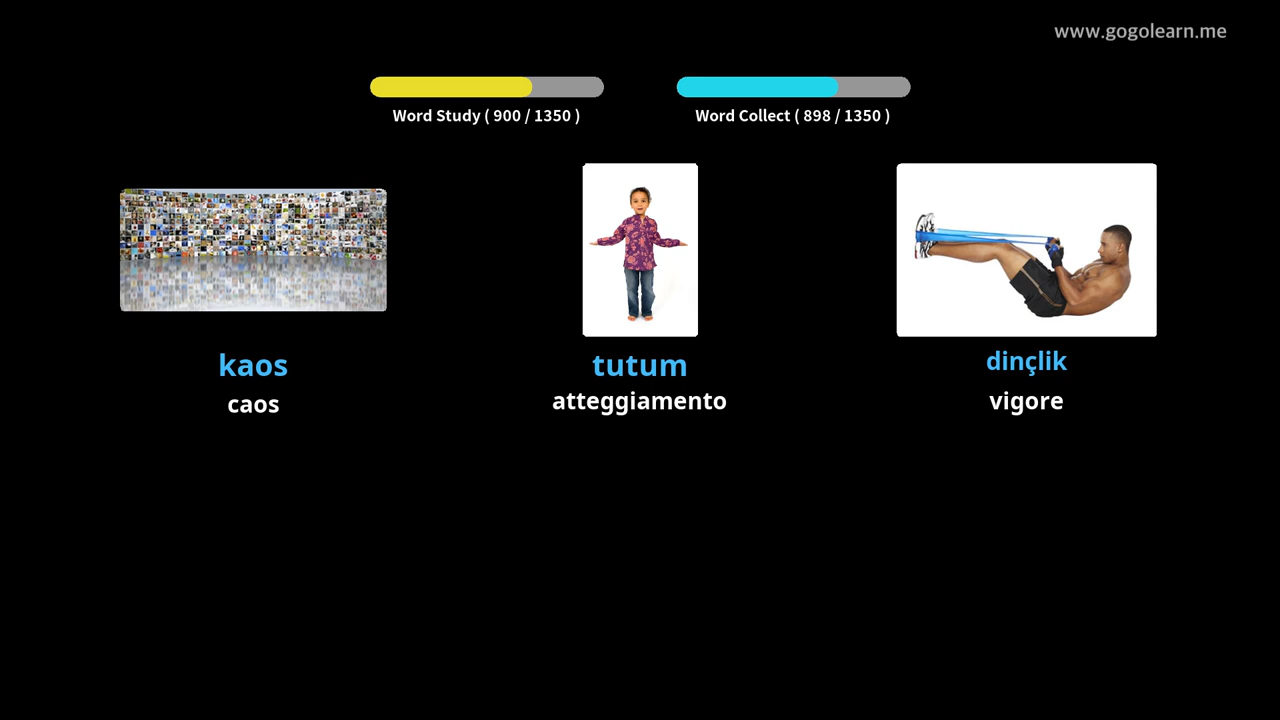 www.gogolearn.me
Word Study ( 900 / 1350 )
Word Collect ( 898 / 1350 )
kaos
caos
tutum
atteggiamento
dinçlik
vigore